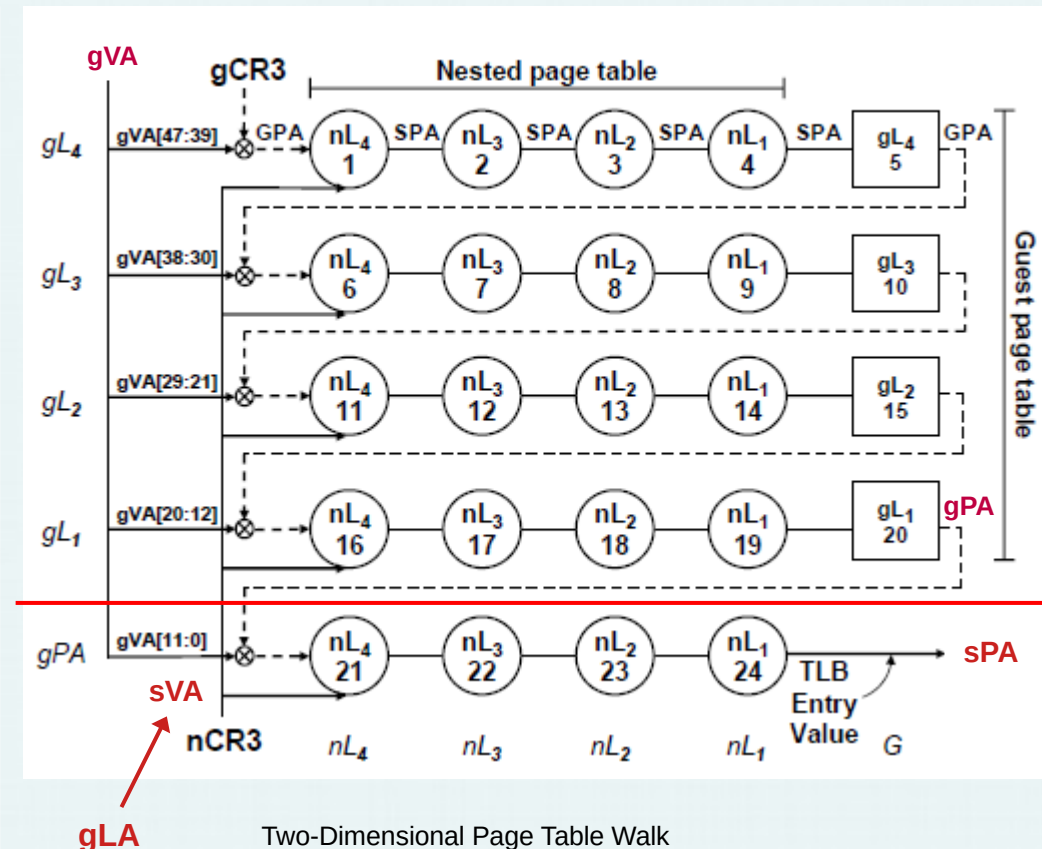 gVA
gCR3
Nested page table
gL4
gVA[47:39]
GPA
nL4
1
SPA
nL3
2
SPA
nL2
3
SPA
nL1
4
SPA
gL4
5
GPA
gL3
gVA[38:30]
nL4
6
nL3
7
nL2
8
nL1
9
gL3
10
Guest page table
gL2
gVA[29:21]
nL4
11
nL3
12
nL2
13
nL1
14
gL2
15
gL1
gVA[20:12]
nL4
16
nL3
17
nL2
18
nL1
19
gL1
20
gPA
gPA
gVA[11:0]
nL4
21
nL3
22
nL2
23
nL1
24
TLB
Entry
Value
sPA
sVA
nCR3
nL4
nL3
nL2
nL1
G
gLA
Two-Dimensional Page Table Walk